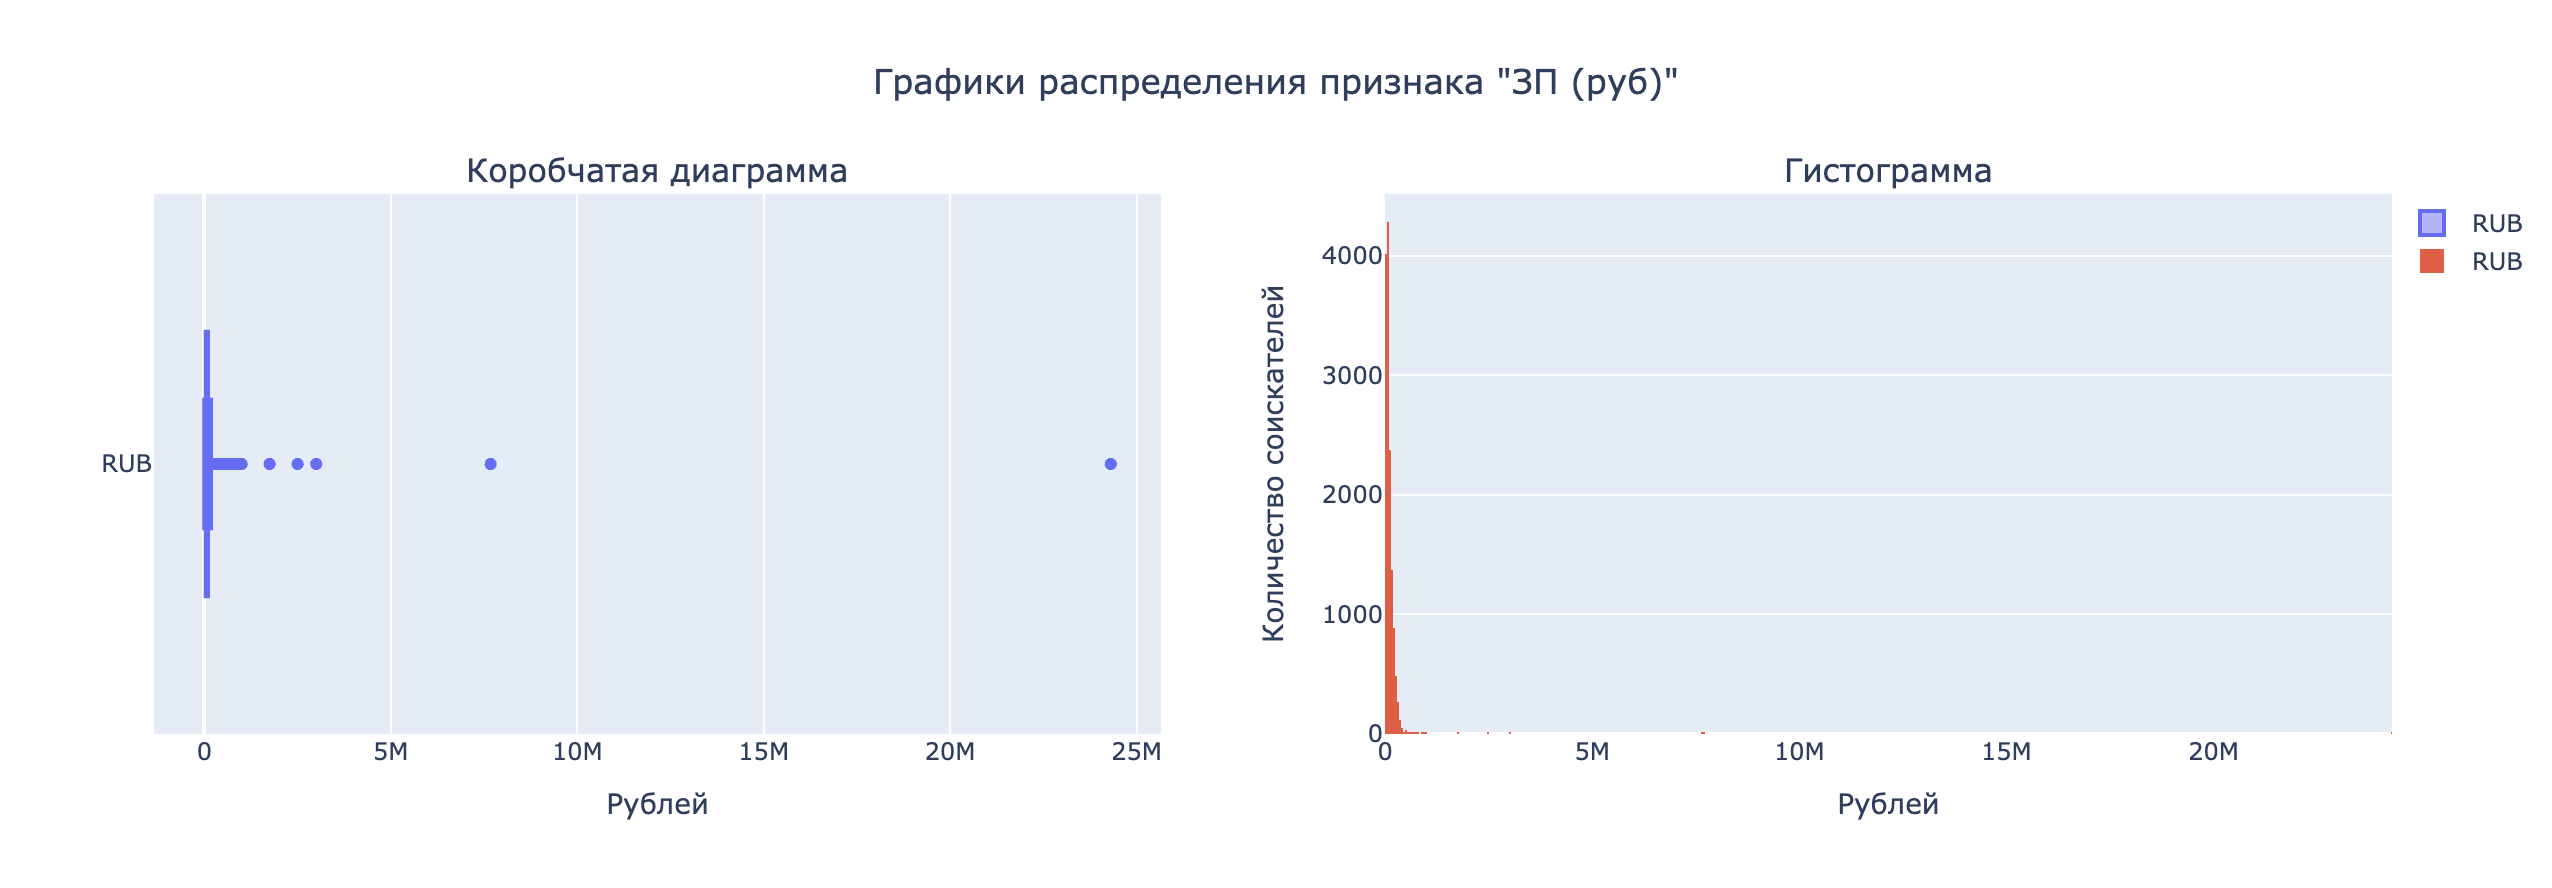 Графики распределения признака "ЗП (руб)"
Коробчатая диаграмма
RUB
0 5M 10M 15M 20M 25M
Рублей
Гистограмма
Количество соискателей
4000
3000
2000
1000
0
0 5M 10M 15M 20M
Рублей
RUB
RUB